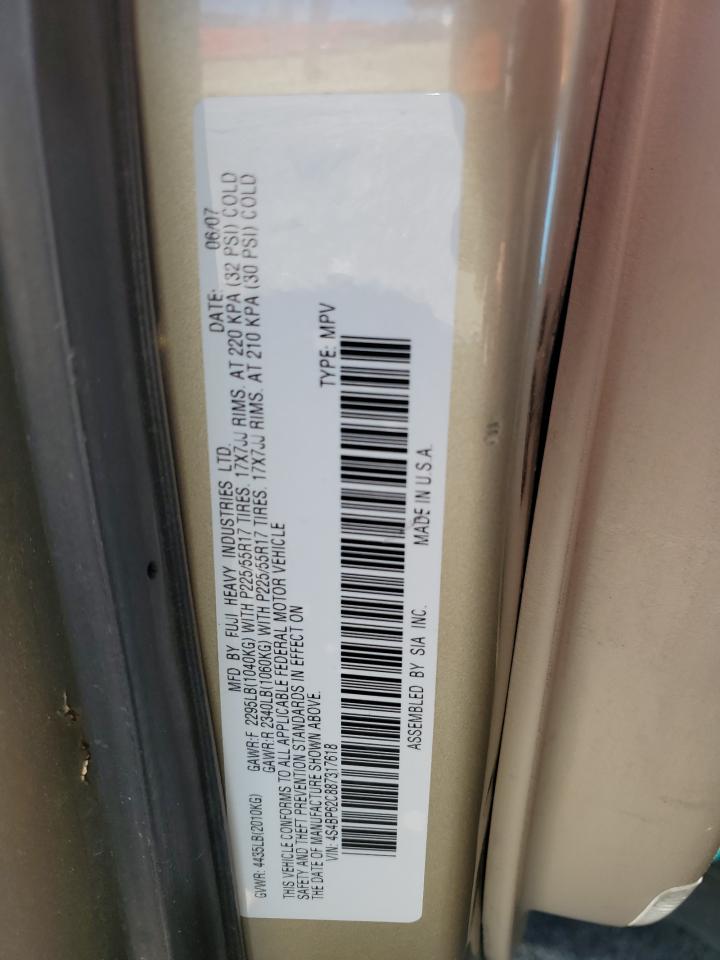 MFD BY FUJI HEAVY INDUSTRIES LTD. DATE: 06/07
GAWR:F 2295LB(1040KG) WITH P225/55R17 TIRES. 17X7JJ RIMS. AT 220 KPA (32 PSI) COLD
GVWR: 4435LB(2010KG) GAWR:R 2340LB(1060KG) WITH P225/55R17 TIRES. 17X7JJ RIMS. AT 210 KPA (30 PSI) COLD
THIS VEHICLE CONFORMS TO ALL APPLICABLE FEDERAL MOTOR VEHICLE
SAFETY AND THEFT PREVENTION STANDARDS IN EFFECT ON
THE DATE OF MANUFACTURE SHOWN ABOVE.
VIN: 4S4BP62C887317618 TYPE: MPV
ASSEMBLED BY SIA INC. MADE IN U.S.A.